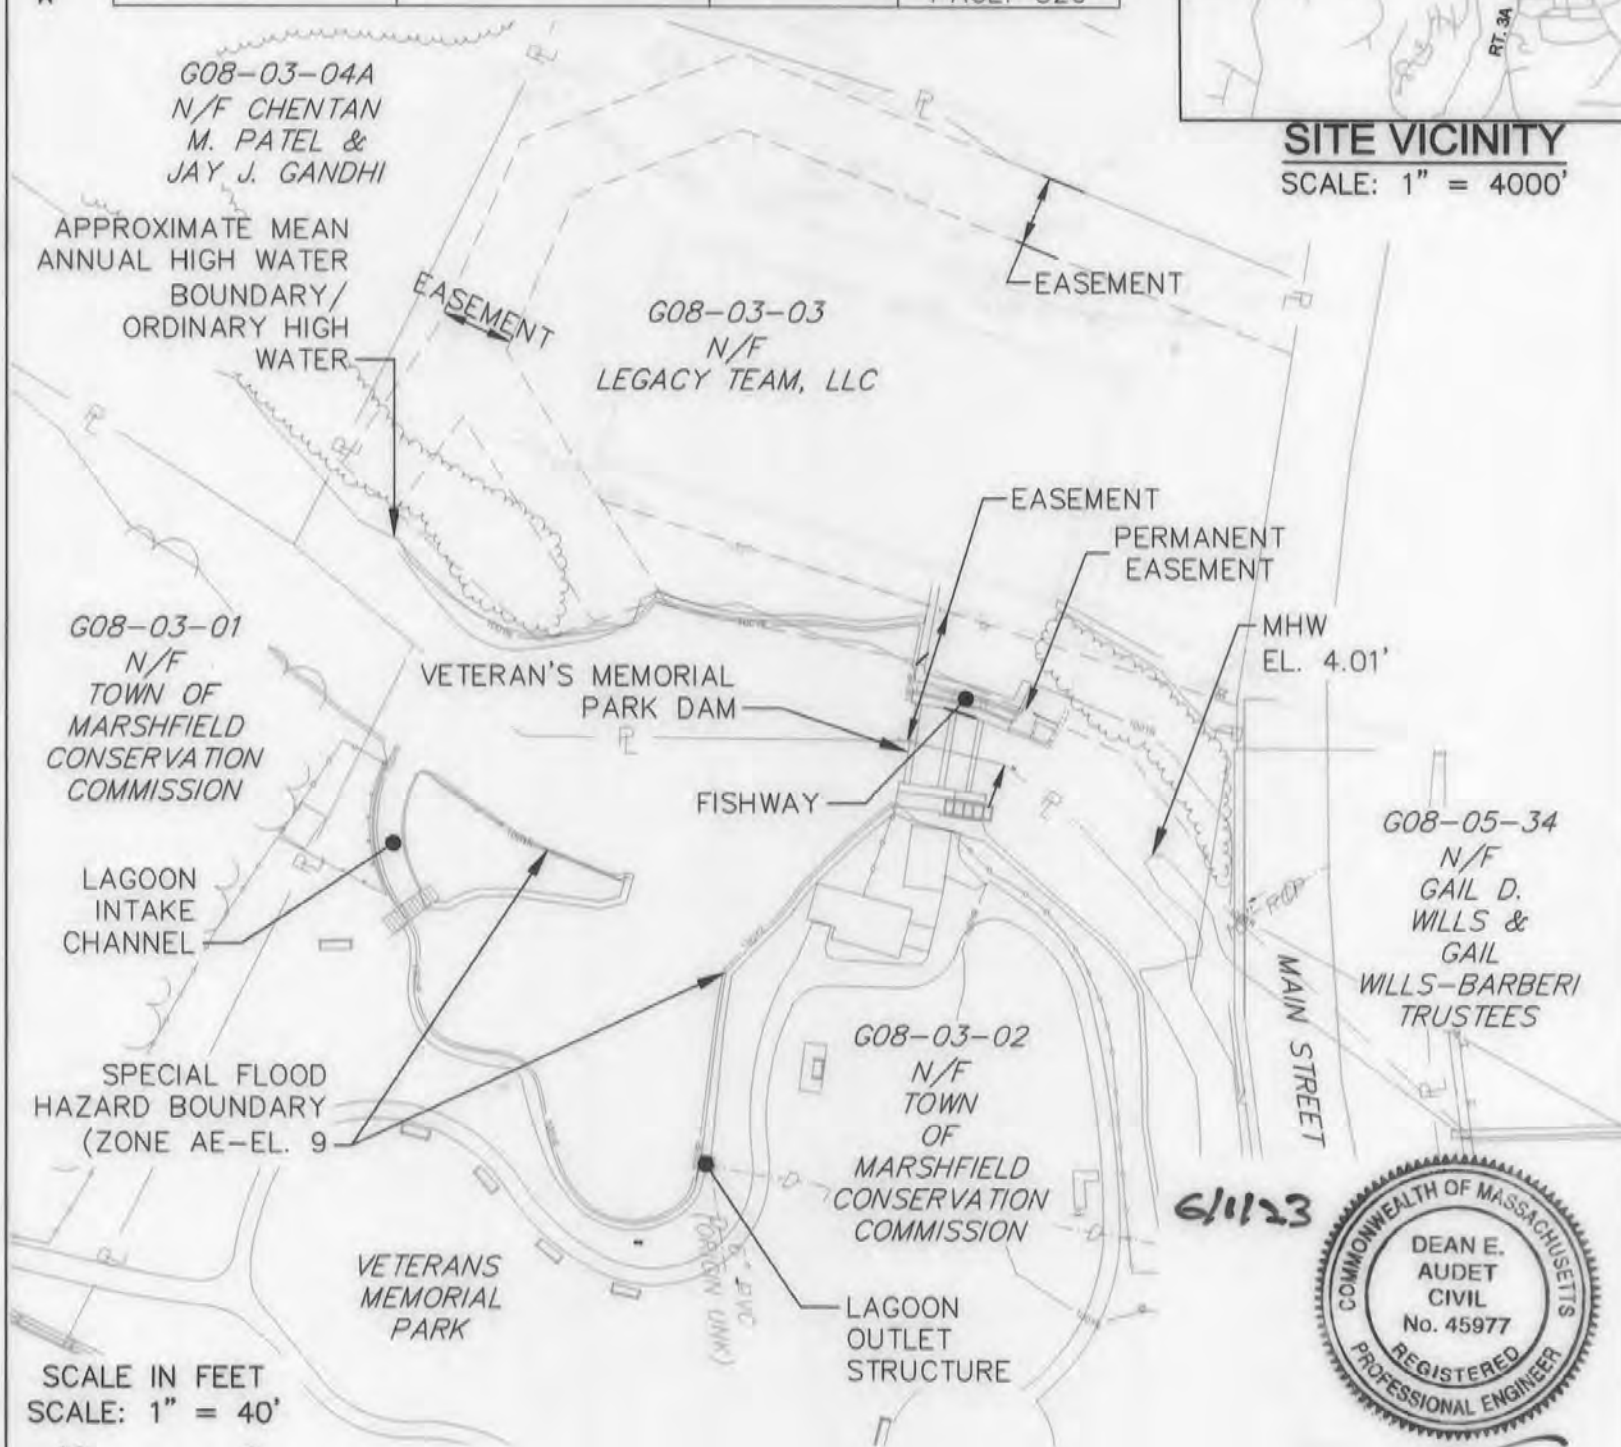 RT. 3A
SITE VICINITY
SCALE: 1" = 4000'
G08-03-04A
N/F CHENTAN
M. PATEL &
JAY J. GANDHI
APPROXIMATE MEAN
ANNUAL HIGH WATER
BOUNDARY/
ORDINARY HIGH
WATER
EASEMENT
EASEMENT
G08-03-03
N/F
LEGACY TEAM, LLC
EASEMENT
PERMANENT
EASEMENT
MHW
EL. 4.01'
G08-03-01
N/F
TOWN OF
MARSHFIELD
CONSERVATION
COMMISSION
VETERAN'S MEMORIAL
PARK DAM
FISHWAY
G08-05-34
N/F
GAIL D.
WILLS &
GAIL
WILLS-BARBERI
TRUSTEES
LAGOON
INTAKE
CHANNEL
RCP
MAIN STREET
SPECIAL FLOOD
HAZARD BOUNDARY
(ZONE AE-EL. 9
G08-03-02
N/F
TOWN
OF
MARSHFIELD
CONSERVATION
COMMISSION
D
D
PVC
VETERANS
MEMORIAL
PARK
LAGOON
OUTLET
STRUCTURE
6/1/23
COMMONWEALTH OF MASSACHUSETTS
DEAN E.
AUDET
CIVIL
No. 45977
REGISTERED
PROFESSIONAL ENGINEER
SCALE IN FEET
SCALE: 1" = 40'